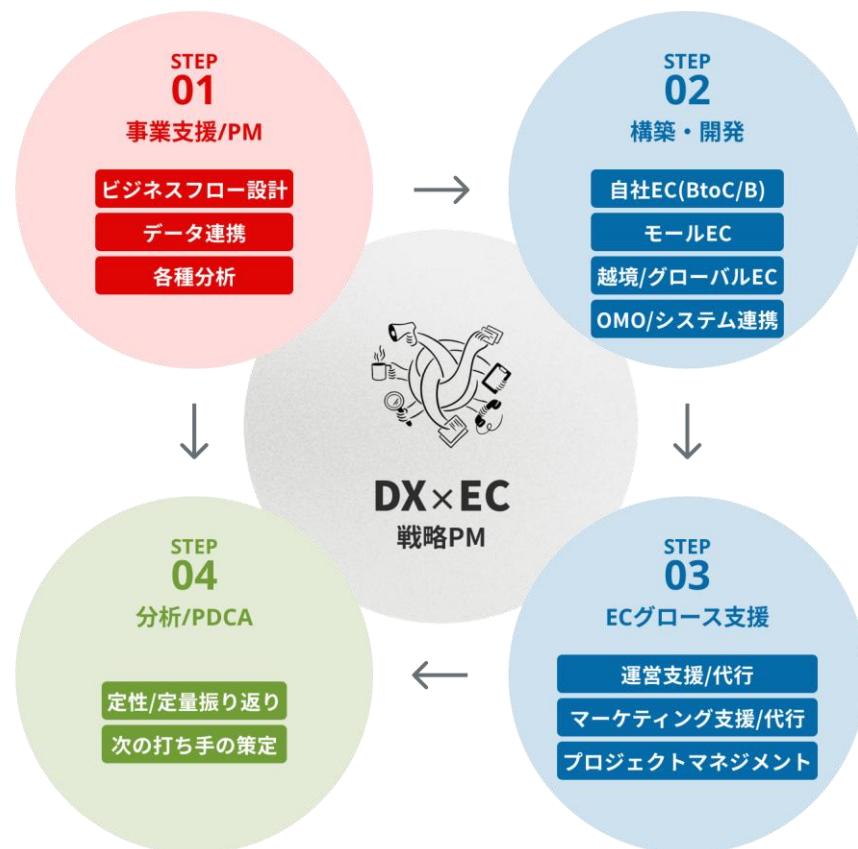 STEP
01
事業支援/PM
ビジネスフロー設計
データ連携
各種分析
STEP
02
構築・開発
自社EC(BtoC/B)
モールEC
越境/グローバルEC
OMO/システム連携
DX×EC
戦略PM
STEP
03
ECグロース支援
運営支援/代行
マーケティング支援/代行
プロジェクトマネジメント
STEP
04
分析/PDCA
定性/定量振り返り
次の打ち手の策定